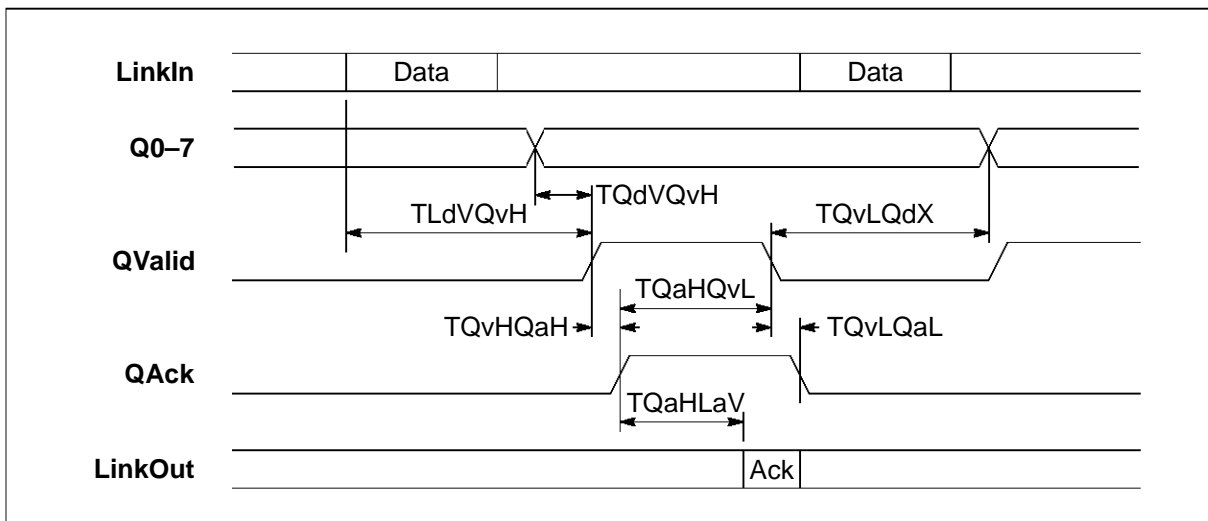 LinkIn
Data
Data
Q0–7
TQdVQvH
TLdVQvH
TQvLQdX
QValid
TQaHQvL
TQvHQaH
TQvLQaL
QAck
TQaHLaV
LinkOut
Ack